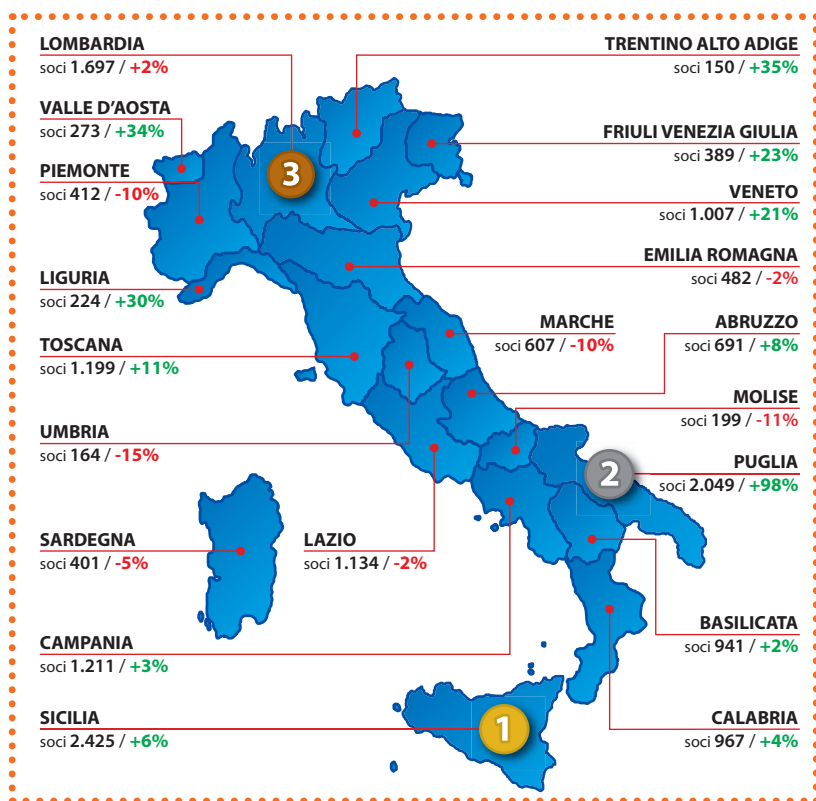 LOMBARDIA
soci 1.697 / +2%
VALLE D'AOSTA
soci 273 / +34%
PIEMONTE
soci 412 / -10%
LIGURIA
soci 224 / +30%
TOSCANA
soci 1.199 / +11%
UMBRIA
soci 164 / -15%
SARDEGNA
soci 401 / -5%
LAZIO
soci 1.134 / -2%
CAMPANIA
soci 1.211 / +3%
SICILIA
soci 2.425 / +6%
TRENTINO ALTO ADIGE
soci 150 / +35%
FRIULI VENEZIA GIULIA
soci 389 / +23%
VENETO
soci 1.007 / +21%
EMILIA ROMAGNA
soci 482 / -2%
MARCHE
soci 607 / -10%
ABRUZZO
soci 691 / +8%
MOLISE
soci 199 / -11%
PUGLIA
soci 2.049 / +98%
BASILICATA
soci 941 / +2%
CALABRIA
soci 967 / +4%
3
2
1